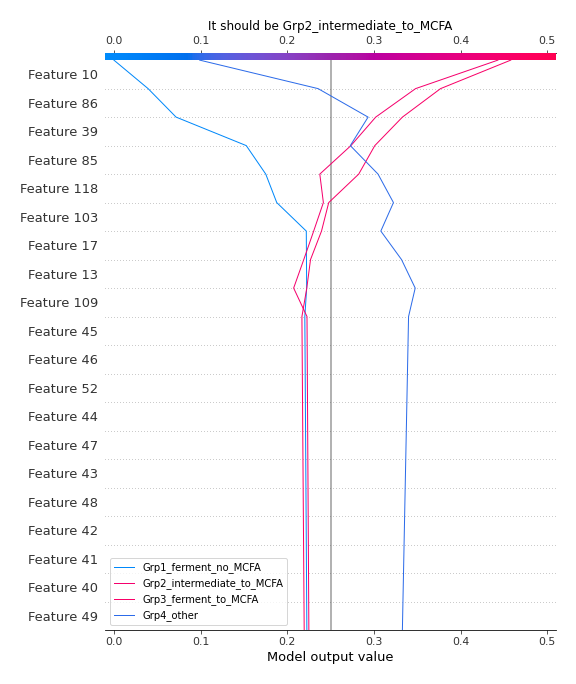 It should be Grp2_intermediate_to_MCFA
0.0 0.1 0.2 0.3 0.4 0.5
Feature 10
Feature 86
Feature 39
Feature 85
Feature 118
Feature 103
Feature 17
Feature 13
Feature 109
Feature 45
Feature 46
Feature 52
Feature 44
Feature 47
Feature 43
Feature 48
Feature 42
Feature 41
Feature 40
Feature 49
Grp1_ferment_no_MCFA
Grp2_intermediate_to_MCFA
Grp3_ferment_to_MCFA
Grp4_other
0.0 0.1 0.2 0.3 0.4 0.5
Model output value